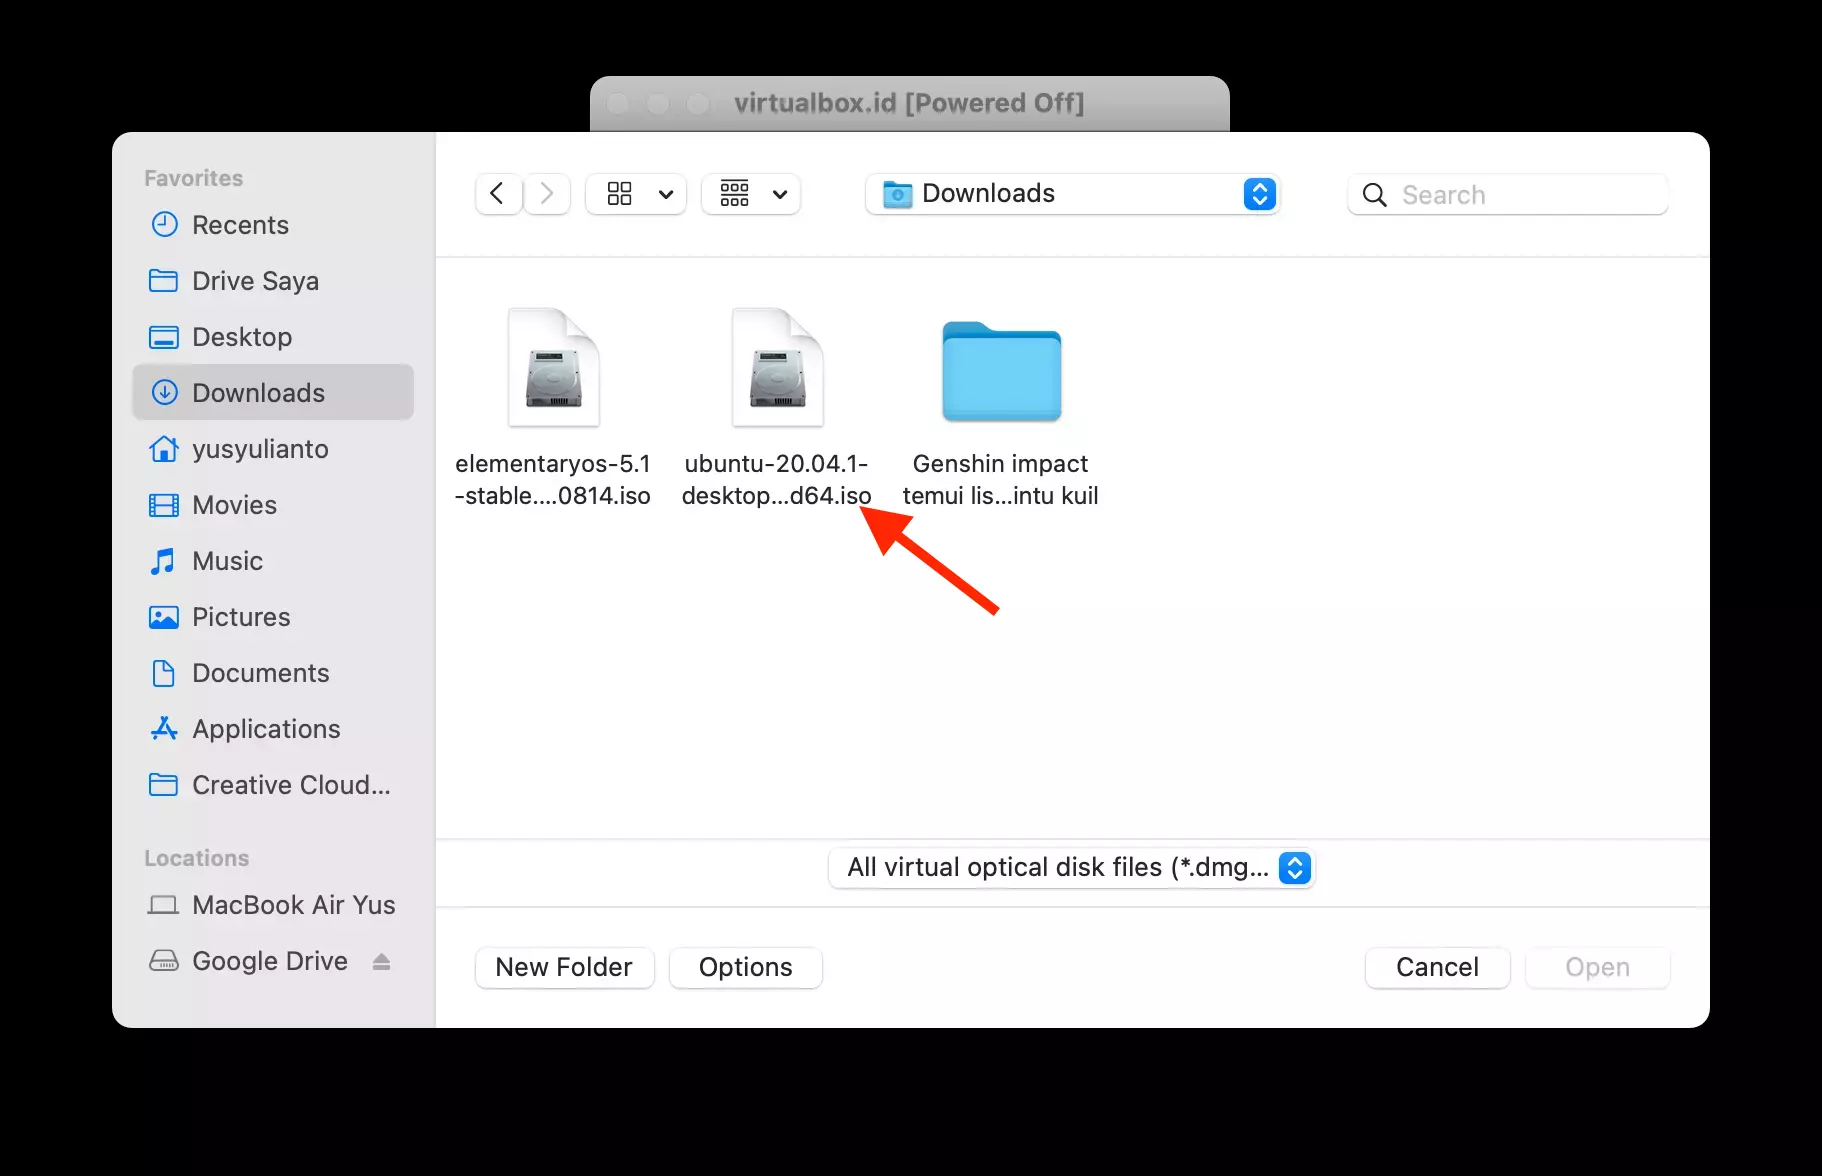 virtualbox.id [Powered Off]
Favorites
Recents
Drive Saya
Desktop
Downloads
yusyulianto
Movies
Music
Pictures
Documents
Applications
Creative Cloud...
Locations
MacBook Air Yus
Google Drive
Downloads
Search
elementaryos-5.1
-stable....0814.iso
ubuntu-20.04.1-
desktop...d64.iso
Genshin impact
temui lis...intu kuil
All virtual optical disk files (*.dmg...
New Folder
Options
Cancel
Open